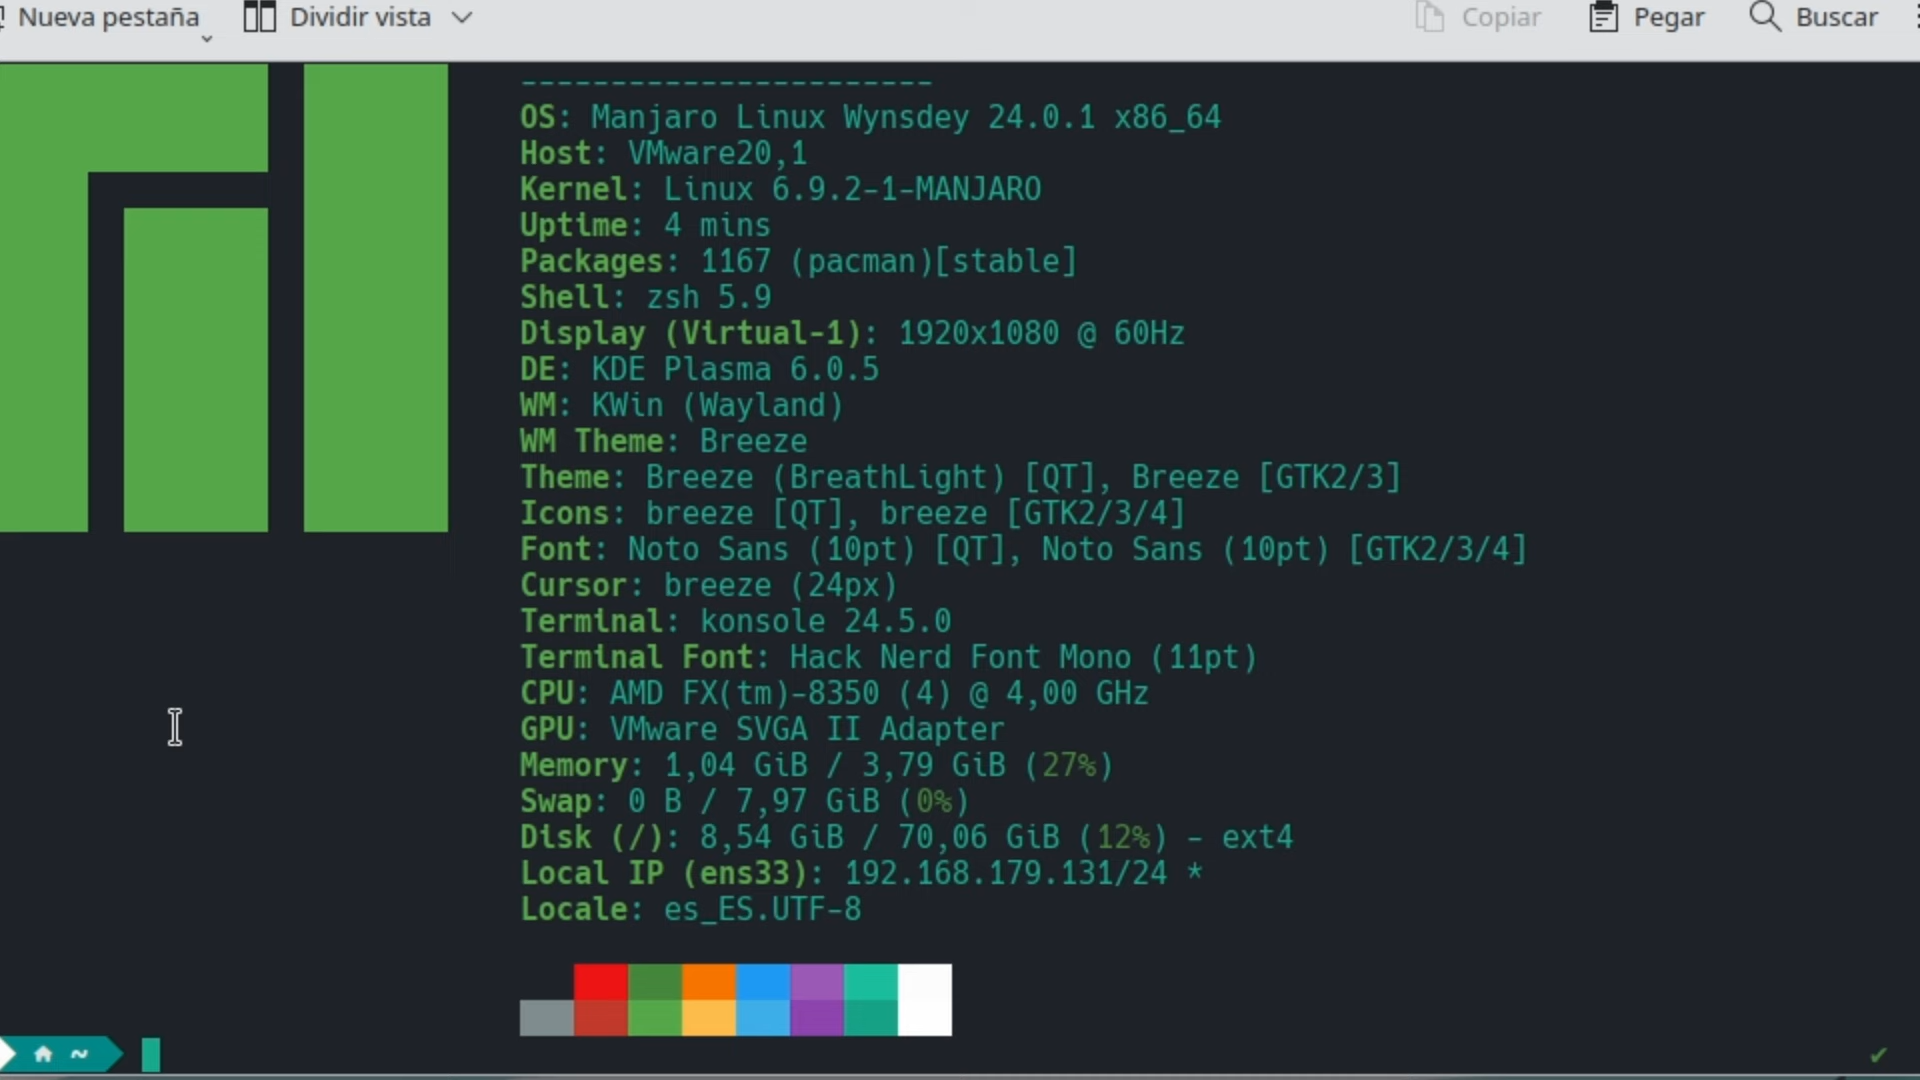 Nueva pestaña Dividir vista Copiar Pegar Buscar
-----------------------
OS: Manjaro Linux Wynsdey 24.0.1 x86_64
Host: VMware20,1
Kernel: Linux 6.9.2-1-MANJARO
Uptime: 4 mins
Packages: 1167 (pacman)[stable]
Shell: zsh 5.9
Display (Virtual-1): 1920x1080 @ 60Hz
DE: KDE Plasma 6.0.5
WM: KWin (Wayland)
WM Theme: Breeze
Theme: Breeze (BreathLight) [QT], Breeze [GTK2/3]
Icons: breeze [QT], breeze [GTK2/3/4]
Font: Noto Sans (10pt) [QT], Noto Sans (10pt) [GTK2/3/4]
Cursor: breeze (24px)
Terminal: konsole 24.5.0
Terminal Font: Hack Nerd Font Mono (11pt)
CPU: AMD FX(tm)-8350 (4) @ 4,00 GHz
GPU: VMware SVGA II Adapter
Memory: 1,04 GiB / 3,79 GiB (27%)
Swap: 0 B / 7,97 GiB (0%)
Disk (/): 8,54 GiB / 70,06 GiB (12%) - ext4
Local IP (ens33): 192.168.179.131/24 *
Locale: es_ES.UTF-8
~ ✔